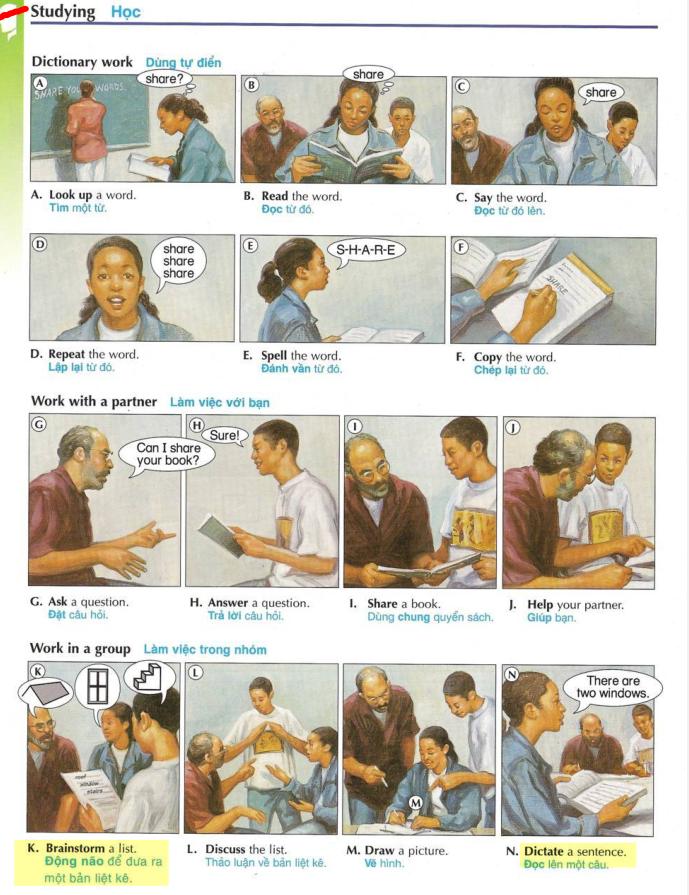 Studying Học
Dictionary work Dùng tự điển
A
SHARE YOUR WORDS.
share?
B
share
C
share
A. Look up a word.
Tìm một từ.
B. Read the word.
Đọc từ đó.
C. Say the word.
Đọc từ đó lên.
D
share
share
share
E
S-H-A-R-E
F
SHARE
D. Repeat the word.
Lập lại từ đó.
E. Spell the word.
Đánh vần từ đó.
F. Copy the word.
Chép lại từ đó.
Work with a partner Làm việc với bạn
G
Can I share
your book?
H
Sure!
I
J
G. Ask a question.
Đặt câu hỏi.
H. Answer a question.
Trả lời câu hỏi.
I. Share a book.
Dùng chung quyển sách.
J. Help your partner.
Giúp bạn.
Work in a group Làm việc trong nhóm
K
roof
window
stairs
L
M
N
There are
two windows.
K. Brainstorm a list.
Động não để đưa ra
một bản liệt kê.
L. Discuss the list.
Thảo luận về bản liệt kê.
M. Draw a picture.
Vẽ hình.
N. Dictate a sentence.
Đọc lên một câu.